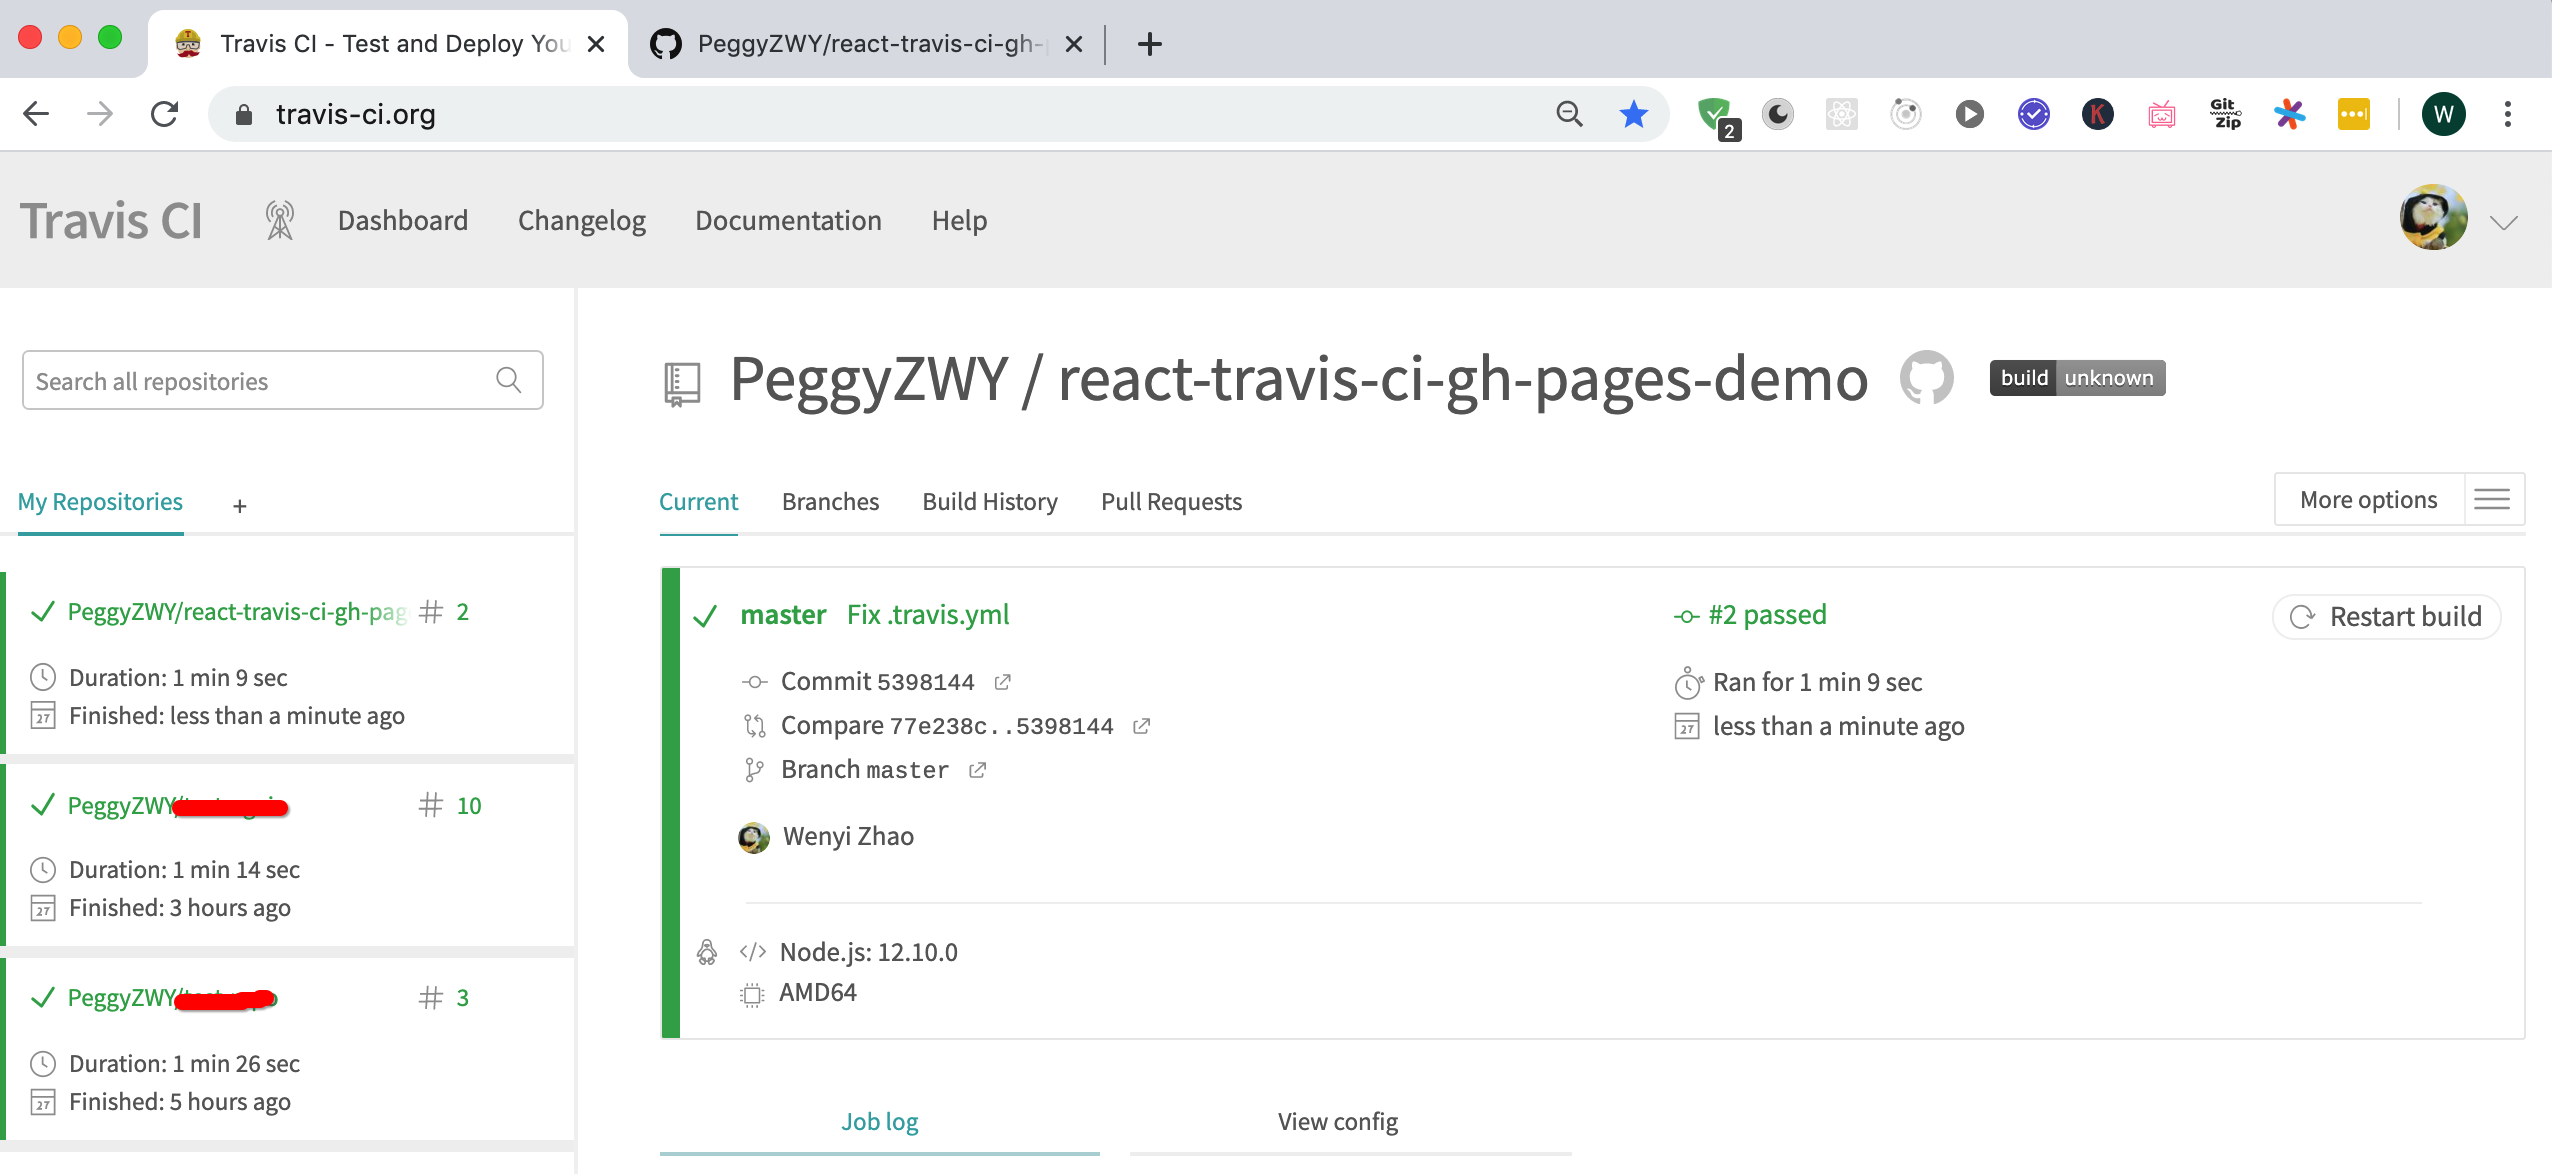 Travis CI - Test and Deploy You
PeggyZWY/react-travis-ci-gh-
travis-ci.org
2
K
Git
Zip
W
Travis CI
Dashboard
Changelog
Documentation
Help
Search all repositories
PeggyZWY / react-travis-ci-gh-pages-demo
build unknown
My Repositories
+
Current
Branches
Build History
Pull Requests
More options
PeggyZWY/react-travis-ci-gh-pag
# 2
Duration: 1 min 9 sec
27 Finished: less than a minute ago
PeggyZWY/
# 10
Duration: 1 min 14 sec
27 Finished: 3 hours ago
PeggyZWY/
# 3
Duration: 1 min 26 sec
27 Finished: 5 hours ago
master Fix .travis.yml
Commit 5398144
Compare 77e238c..5398144
Branch master
Wenyi Zhao
#2 passed
Ran for 1 min 9 sec
27 less than a minute ago
Restart build
</> Node.js: 12.10.0
AMD64
Job log
View config